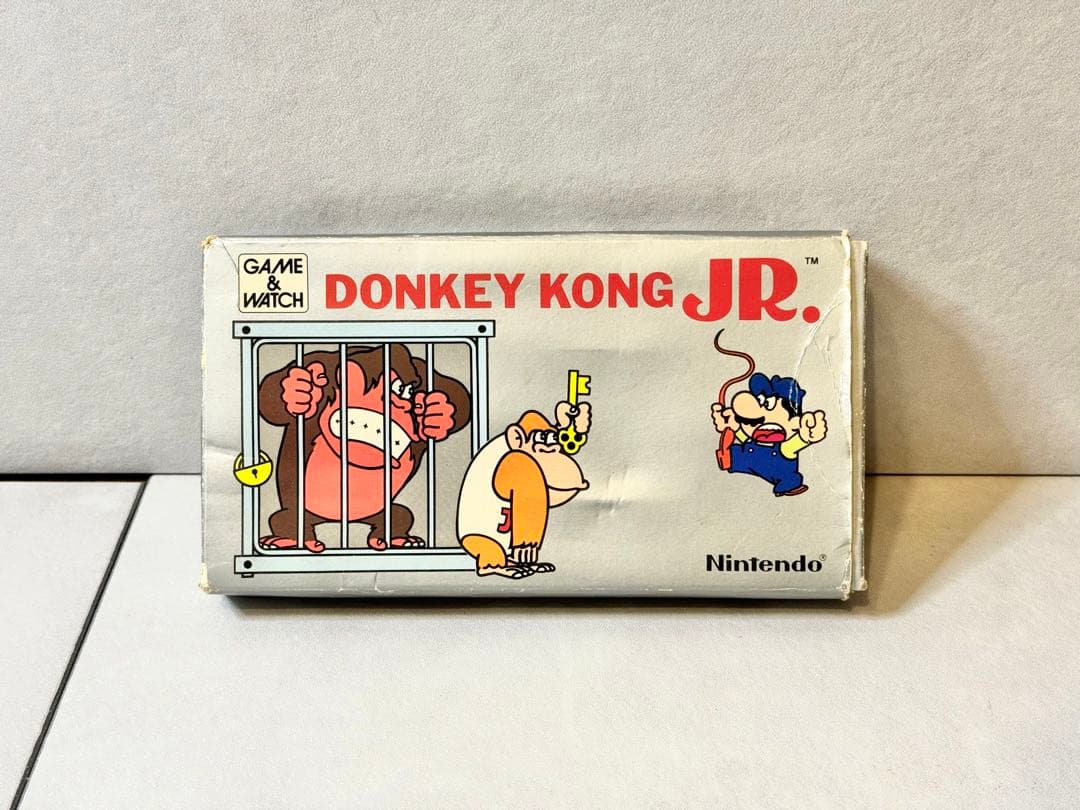 GAME
&
WATCH
DONKEY KONG JR.™
J
Nintendo®